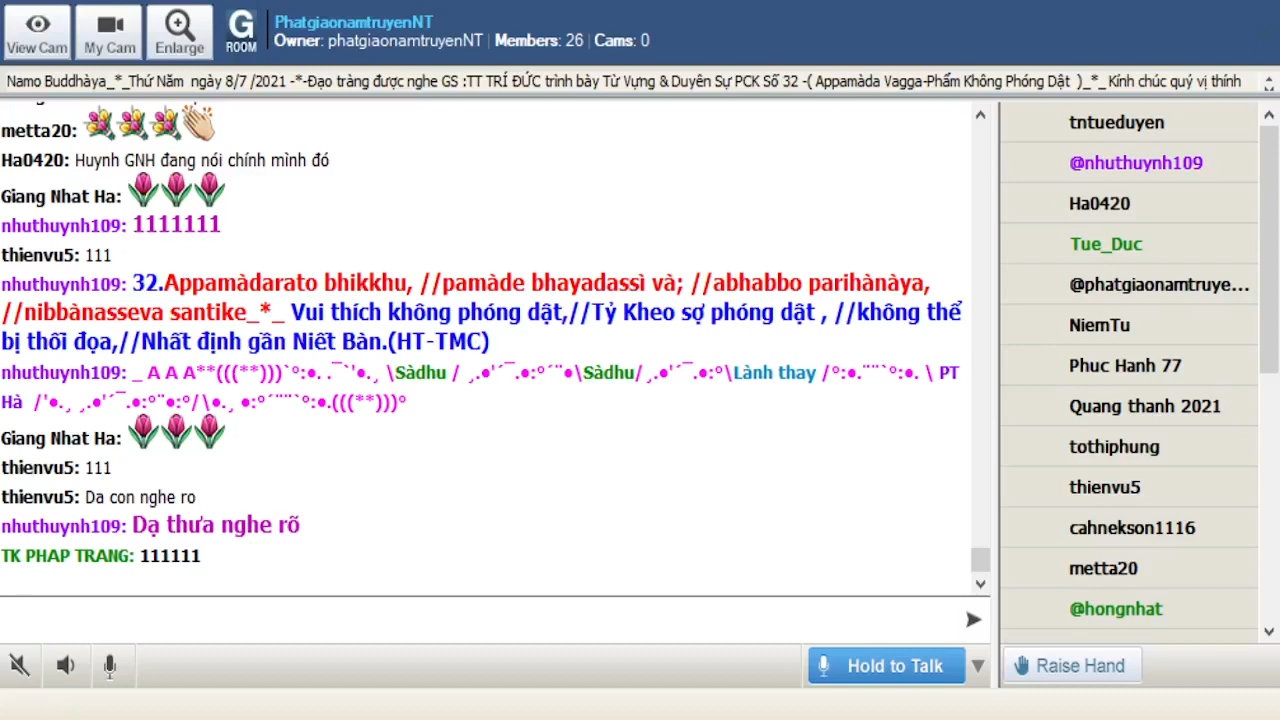 View Cam
My Cam
Enlarge
G
ROOM
PhatgiaonamtruyenNT
Owner: phatgiaonamtruyenNT | Members: 26 | Cams: 0
Namo Buddhàya_*_Thứ Năm ngày 8/7 /2021 -*-Đạo tràng được nghe GS :TT TRÍ ĐỨC trình bày Từ Vựng & Duyên Sự PCK Số 32 -( Appamàda Vagga-Phẩm Không Phóng Dật )_*_ Kính chúc quý vị thính
metta20:
Ha0420: Huynh GNH đang nói chính mình đó
Giang Nhat Ha:
nhuthuynh109: 1111111
thienvu5: 111
nhuthuynh109: 32.Appamàdarato bhikkhu, //pamàde bhayadassì và; //abhabbo parihànàya,
//nibbànasseva santike_*_ Vui thích không phóng dật,//Tỷ Kheo sợ phóng dật , //không thể
bị thối đọa,//Nhất định gần Niết Bàn.(HT-TMC)
nhuthuynh109: _ A A A**(((**)))`°:•. .¯`'•.¸ \Sàdhu / ¸.•'´¯.•:°´¨•\Sàdhu/¸.•'´¯.•:°\Lành thay /°:•.¨¨`°:•. \ PT
Hà /'•.¸ ¸.•'´¯.•:°¨•:°/\•.¸ •:°´¨¨`°:•.(((**)))°
Giang Nhat Ha:
thienvu5: 111
thienvu5: Da con nghe ro
nhuthuynh109: Dạ thưa nghe rõ
TK PHAP TRANG: 111111
tntueduyen
@nhuthuynh109
Ha0420
Tue_Duc
@phatgiaonamtruye...
NiemTu
Phuc Hanh 77
Quang thanh 2021
tothiphung
thienvu5
cahnekson1116
metta20
@hongnhat
Hold to Talk
Raise Hand